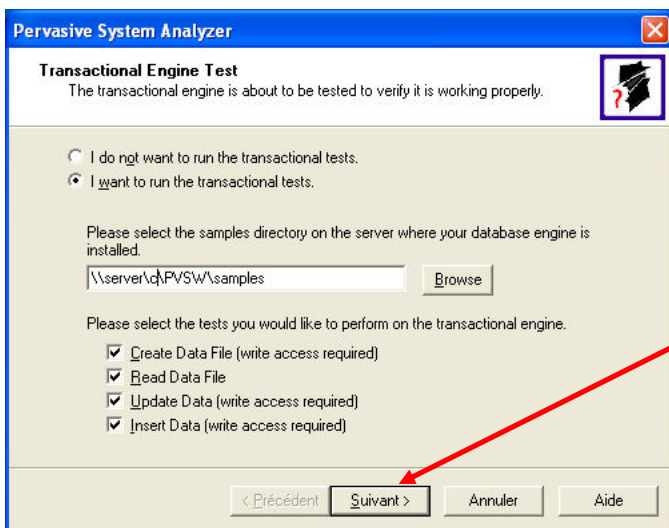 Pervasive System Analyzer
Transactional Engine Test
The transactional engine is about to be tested to verify it is working properly.
?
I do not want to run the transactional tests.
I want to run the transactional tests.
Please select the samples directory on the server where your database engine is
installed.
\\server\c\PVSW\samples
Browse
Please select the tests you would like to perform on the transactional engine.
Create Data File (write access required)
Read Data File
Update Data (write access required)
Insert Data (write access required)
< Précédent
Suivant >
Annuler
Aide